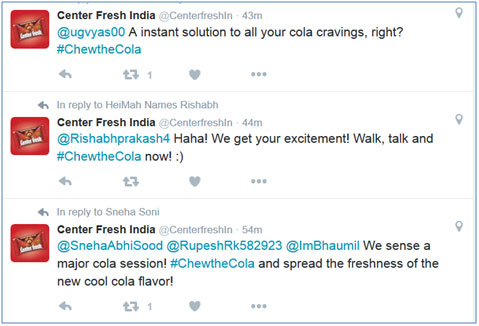 Center Fresh India @CenterfreshIn · 43m
@ugvyas00 A instant solution to all your cola cravings, right?
#ChewtheCola
1
In reply to HeiMah Names Rishabh
Center Fresh India @CenterfreshIn · 44m
@Rishabhprakash4 Haha! We get your excitement! Walk, talk and
#ChewtheCola now! :)
In reply to Sneha Soni
Center Fresh India @CenterfreshIn · 54m
@SnehaAbhiSood @RupeshRk582923 @ImBhaumil We sense a
major cola session! #ChewtheCola and spread the freshness of the
new cool cola flavor!
1